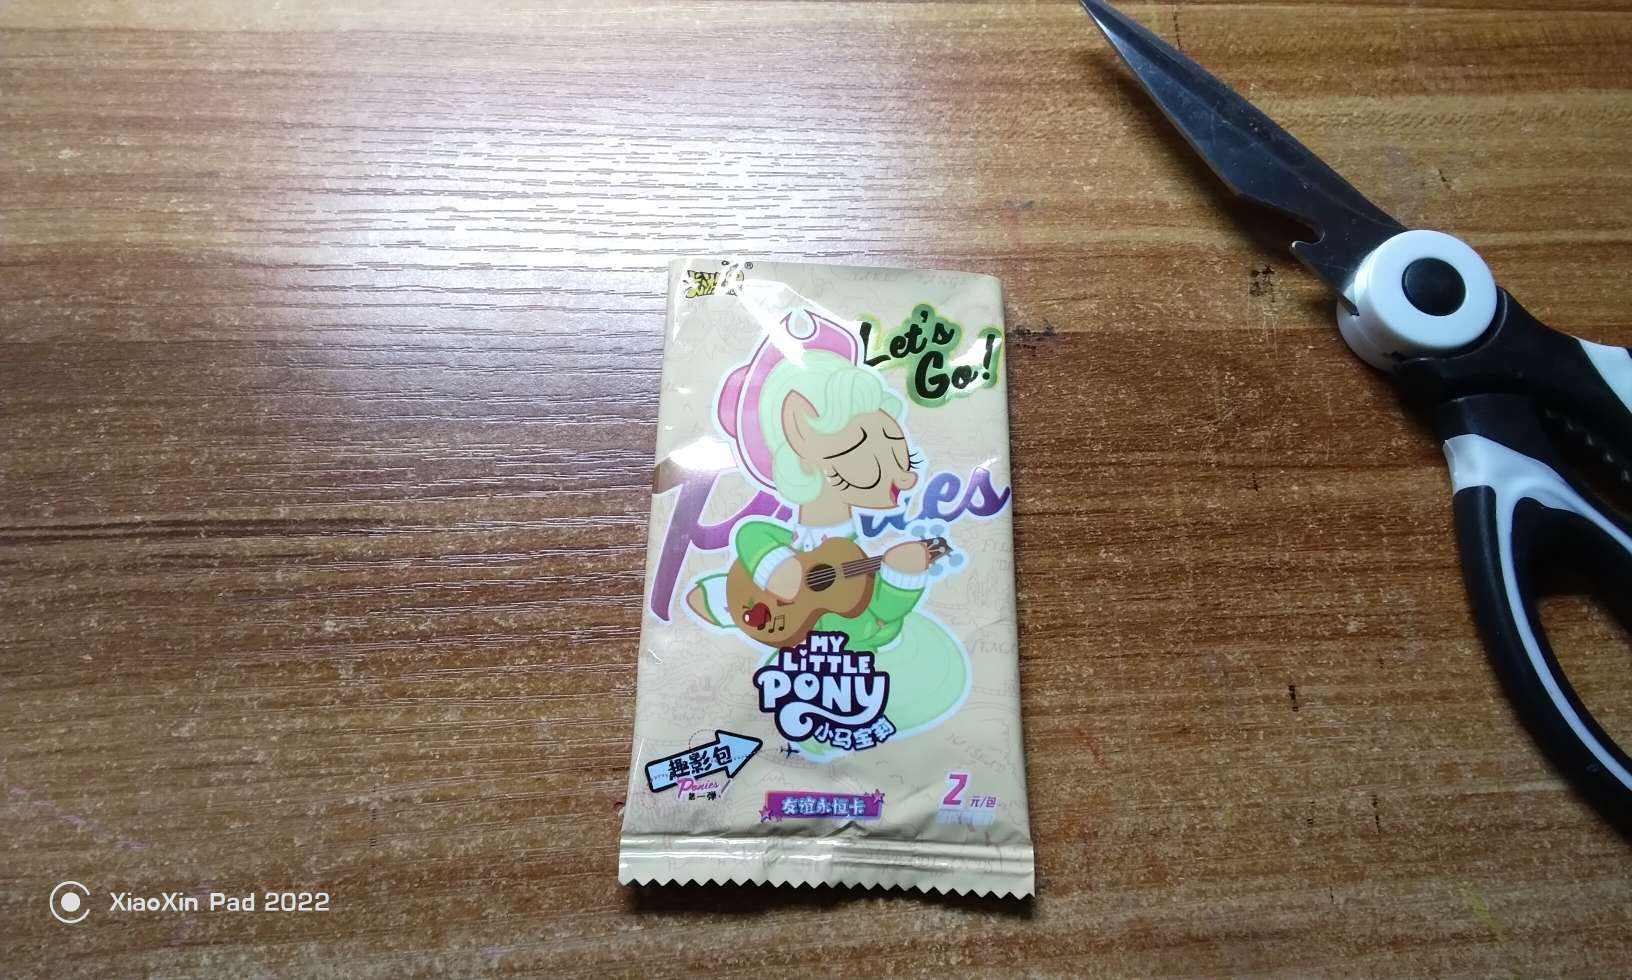 Let's
Go!
MY
LITTLE
PONY
小马宝莉
趣影包
Ponies
第一弹
友谊永恒卡
2元/包
XiaoXin Pad 2022